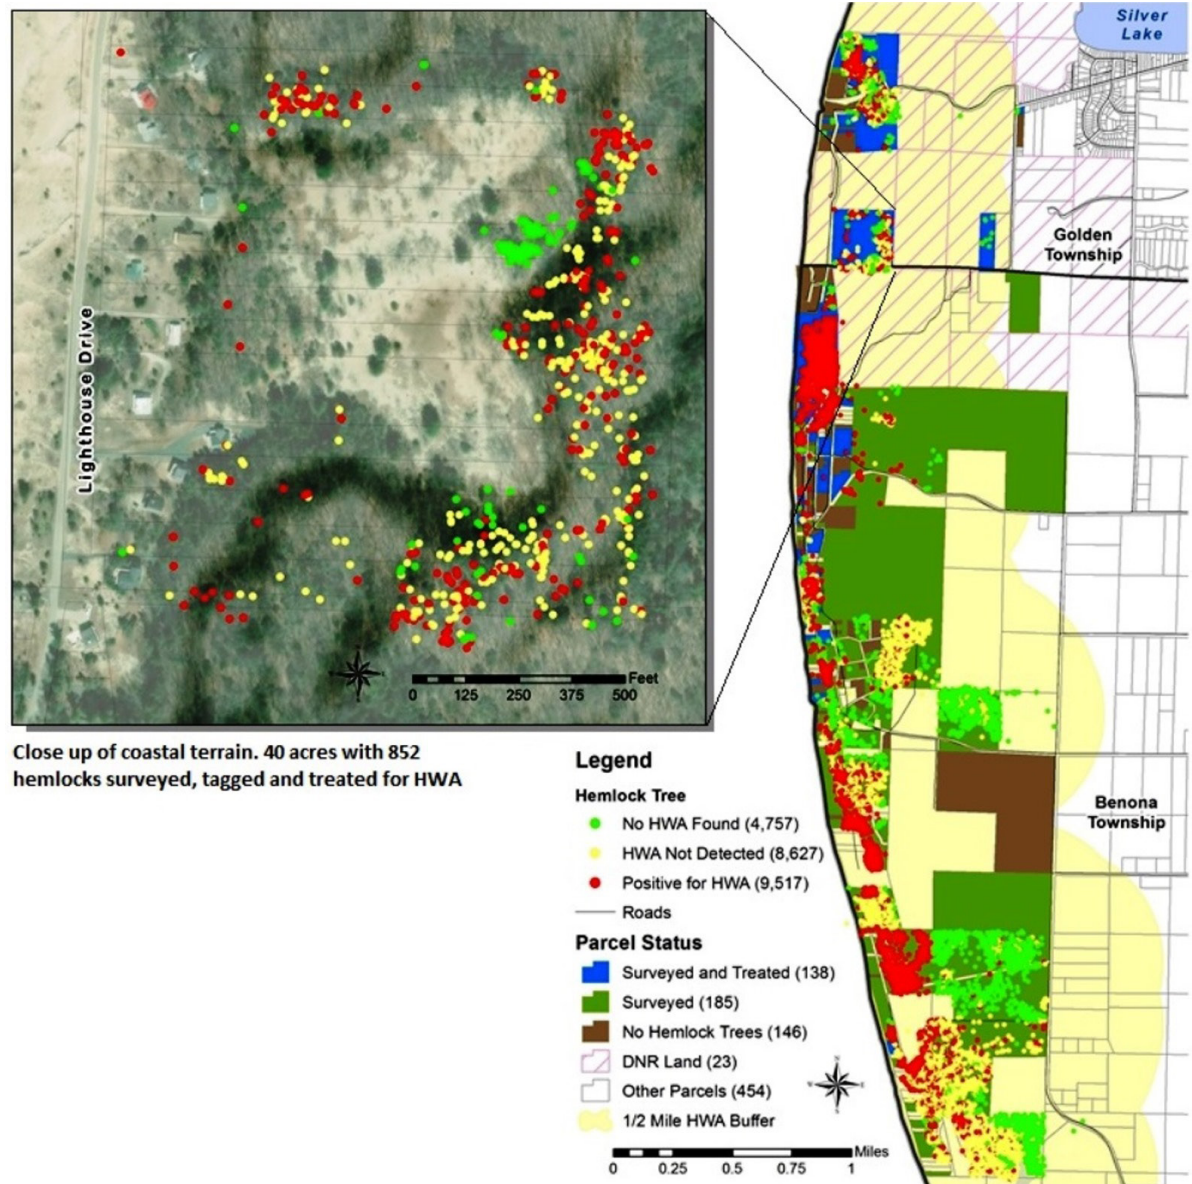 Silver
Lake
Golden
Township
Lighthouse Drive
Feet
0 125 250 375 500
Close up of coastal terrain. 40 acres with 852
hemlocks surveyed, tagged and treated for HWA
Benona
Township
Legend
Hemlock Tree
No HWA Found (4,757)
HWA Not Detected (8,627)
Positive for HWA (9,517)
Roads
Parcel Status
Surveyed and Treated (138)
Surveyed (185)
No Hemlock Trees (146)
DNR Land (23)
Other Parcels (454)
1/2 Mile HWA Buffer
N
Miles
0 0.25 0.5 0.75 1